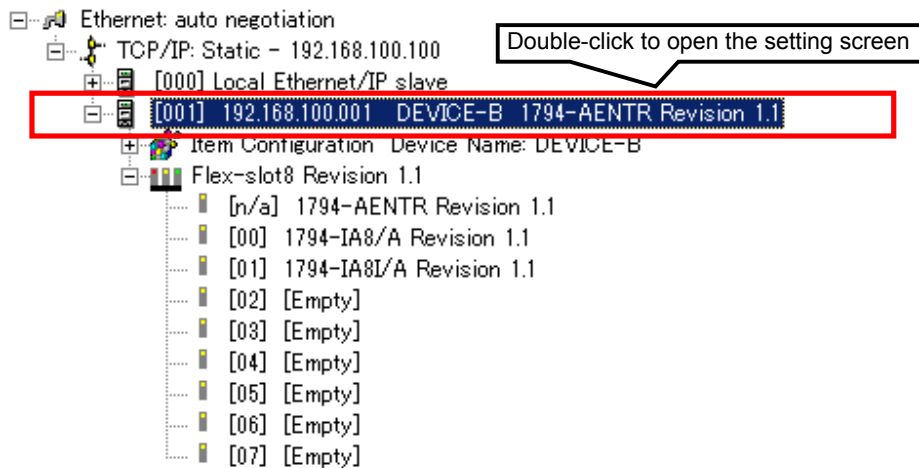 Ethernet: auto negotiation
TCP/IP: Static - 192.168.100.100
Double-click to open the setting screen
[000] Local Ethernet/IP slave
[001] 192.168.100.001 DEVICE-B 1794-AENTR Revision 1.1
Item Configuration Device Name: DEVICE-B
Flex-slot8 Revision 1.1
[n/a] 1794-AENTR Revision 1.1
[00] 1794-IA8/A Revision 1.1
[01] 1794-IA8I/A Revision 1.1
[02] [Empty]
[03] [Empty]
[04] [Empty]
[05] [Empty]
[06] [Empty]
[07] [Empty]